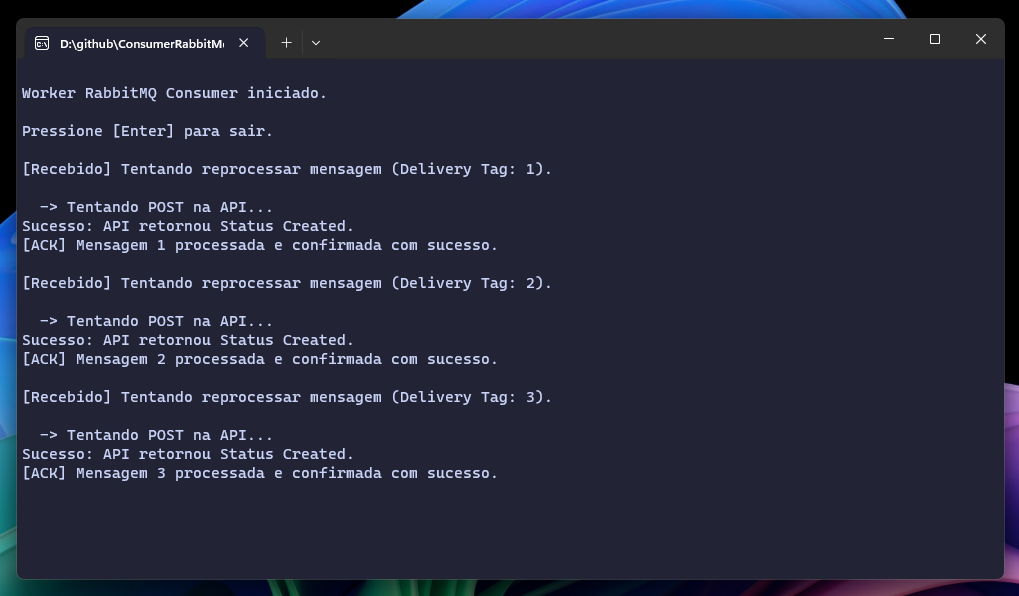 D:\github\ConsumerRabbitM
Worker RabbitMQ Consumer iniciado.
Pressione [Enter] para sair.
[Recebido] Tentando reprocessar mensagem (Delivery Tag: 1).
-> Tentando POST na API...
Sucesso: API retornou Status Created.
[ACK] Mensagem 1 processada e confirmada com sucesso.
[Recebido] Tentando reprocessar mensagem (Delivery Tag: 2).
-> Tentando POST na API...
Sucesso: API retornou Status Created.
[ACK] Mensagem 2 processada e confirmada com sucesso.
[Recebido] Tentando reprocessar mensagem (Delivery Tag: 3).
-> Tentando POST na API...
Sucesso: API retornou Status Created.
[ACK] Mensagem 3 processada e confirmada com sucesso.